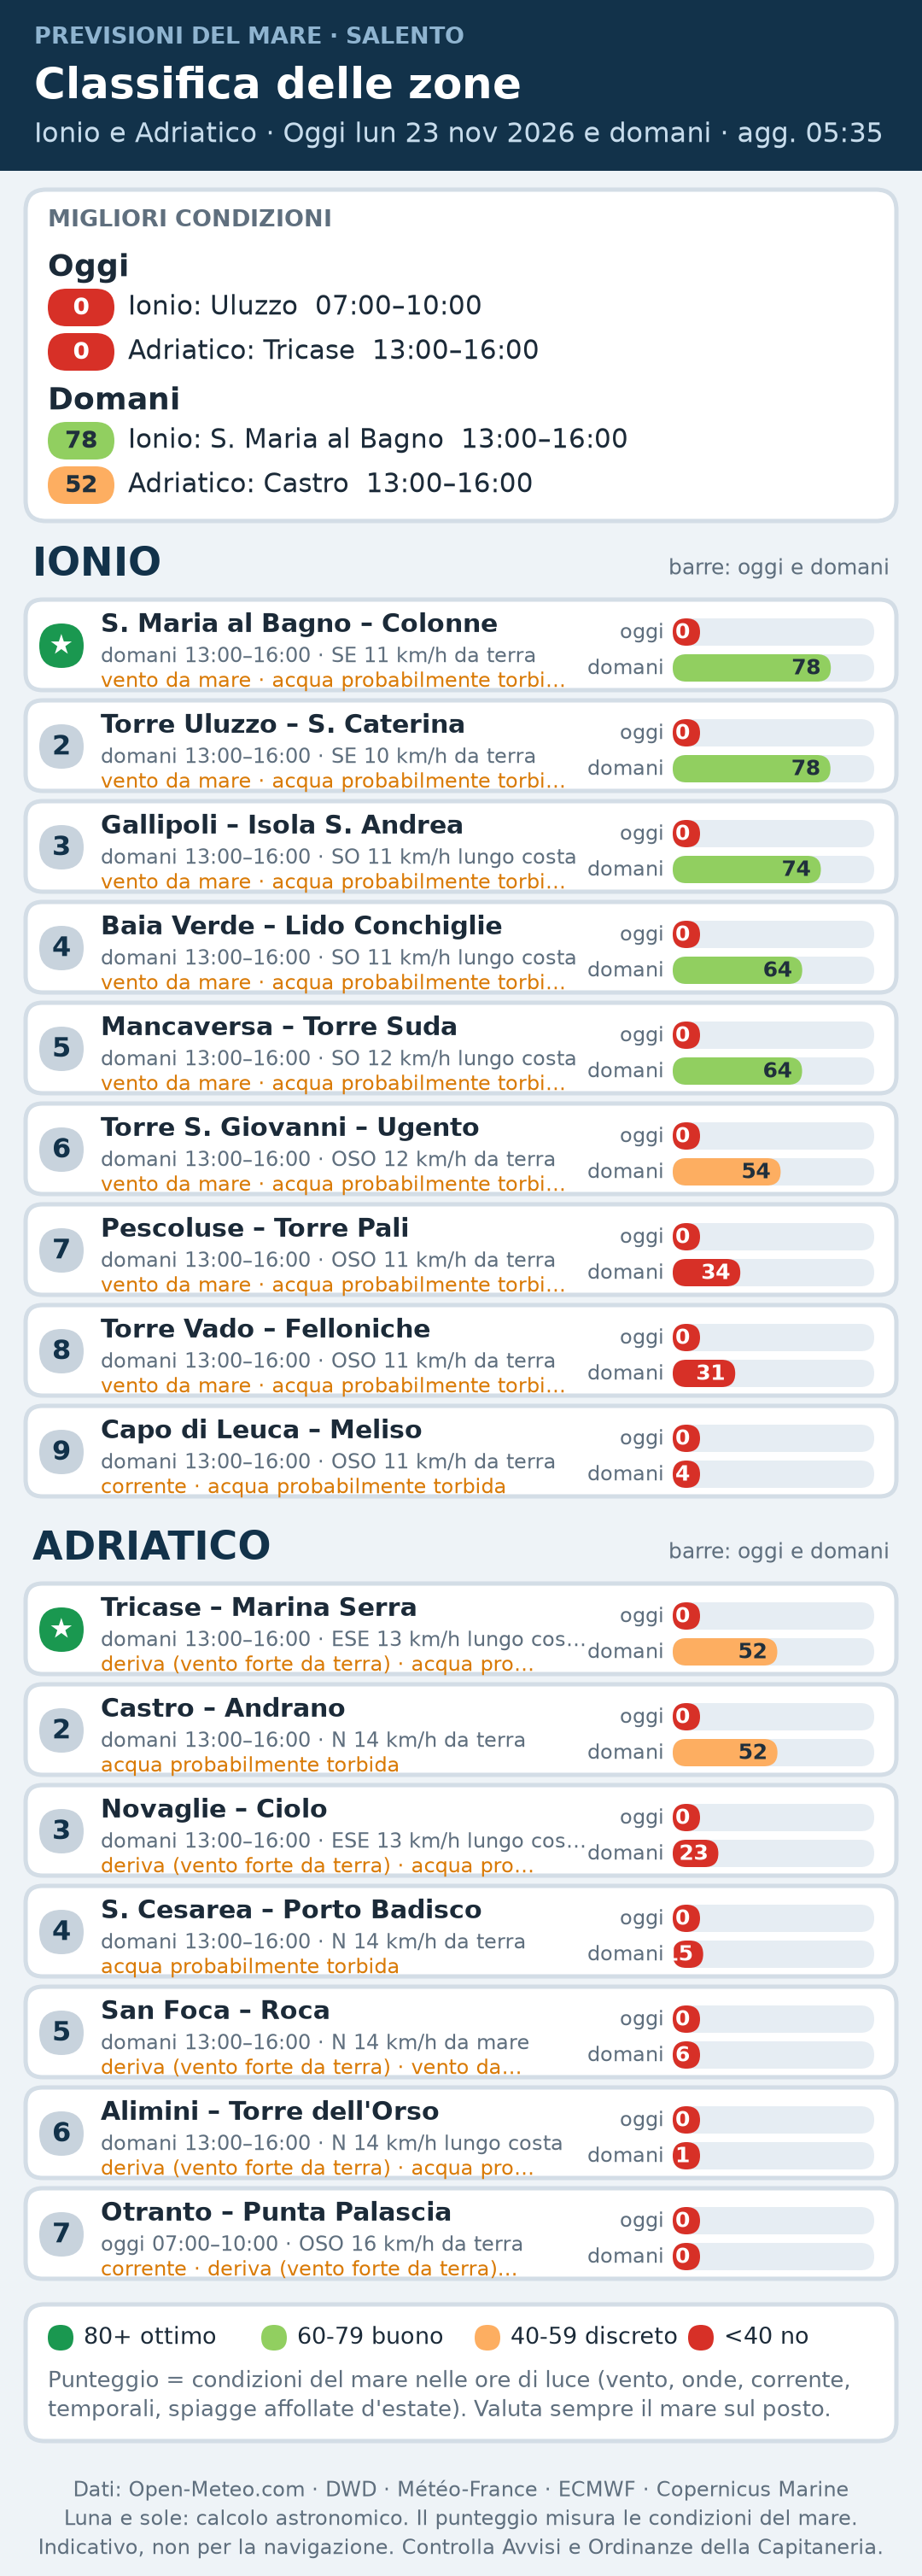 PREVISIONI DEL MARE · SALENTO
Classifica delle zone
Ionio e Adriatico · Oggi lun 23 nov 2026 e domani · agg. 05:35
MIGLIORI CONDIZIONI
Oggi
0 Ionio: Uluzzo 07:00–10:00
0 Adriatico: Tricase 13:00–16:00
Domani
78 Ionio: S. Maria al Bagno 13:00–16:00
52 Adriatico: Castro 13:00–16:00
IONIO barre: oggi e domani
★ S. Maria al Bagno – Colonne
oggi 0
domani 13:00–16:00 · SE 11 km/h da terra
domani 78
vento da mare · acqua probabilmente torbi…
2 Torre Uluzzo – S. Caterina
oggi 0
domani 13:00–16:00 · SE 10 km/h da terra
domani 78
vento da mare · acqua probabilmente torbi…
3 Gallipoli – Isola S. Andrea
oggi 0
domani 13:00–16:00 · SO 11 km/h lungo costa
domani 74
vento da mare · acqua probabilmente torbi…
4 Baia Verde – Lido Conchiglie
oggi 0
domani 13:00–16:00 · SO 11 km/h lungo costa
domani 64
vento da mare · acqua probabilmente torbi…
5 Mancaversa – Torre Suda
oggi 0
domani 13:00–16:00 · SO 12 km/h lungo costa
domani 64
vento da mare · acqua probabilmente torbi…
6 Torre S. Giovanni – Ugento
oggi 0
domani 13:00–16:00 · OSO 12 km/h da terra
domani 54
vento da mare · acqua probabilmente torbi…
7 Pescoluse – Torre Pali
oggi 0
domani 13:00–16:00 · OSO 11 km/h da terra
domani 34
vento da mare · acqua probabilmente torbi…
8 Torre Vado – Felloniche
oggi 0
domani 13:00–16:00 · OSO 11 km/h da terra
domani 31
vento da mare · acqua probabilmente torbi…
9 Capo di Leuca – Meliso
oggi 0
domani 13:00–16:00 · OSO 11 km/h da terra
domani 4
corrente · acqua probabilmente torbida
ADRIATICO barre: oggi e domani
★ Tricase – Marina Serra
oggi 0
domani 13:00–16:00 · ESE 13 km/h lungo cos…
domani 52
deriva (vento forte da terra) · acqua pro…
2 Castro – Andrano
oggi 0
domani 13:00–16:00 · N 14 km/h da terra
domani 52
acqua probabilmente torbida
3 Novaglie – Ciolo
oggi 0
domani 13:00–16:00 · ESE 13 km/h lungo cos…
domani 23
deriva (vento forte da terra) · acqua pro…
4 S. Cesarea – Porto Badisco
oggi 0
domani 13:00–16:00 · N 14 km/h da terra
domani 15
acqua probabilmente torbida
5 San Foca – Roca
oggi 0
domani 13:00–16:00 · N 14 km/h da mare
domani 6
deriva (vento forte da terra) · vento da…
6 Alimini – Torre dell'Orso
oggi 0
domani 13:00–16:00 · N 14 km/h lungo costa
domani 1
deriva (vento forte da terra) · acqua pro…
7 Otranto – Punta Palascia
oggi 0
oggi 07:00–10:00 · OSO 16 km/h da terra
domani 0
corrente · deriva (vento forte da terra)…
80+ ottimo 60-79 buono 40-59 discreto <40 no
Punteggio = condizioni del mare nelle ore di luce (vento, onde, corrente,
temporali, spiagge affollate d'estate). Valuta sempre il mare sul posto.
Dati: Open-Meteo.com · DWD · Météo-France · ECMWF · Copernicus Marine
Luna e sole: calcolo astronomico. Il punteggio misura le condizioni del mare.
Indicativo, non per la navigazione. Controlla Avvisi e Ordinanze della Capitaneria.